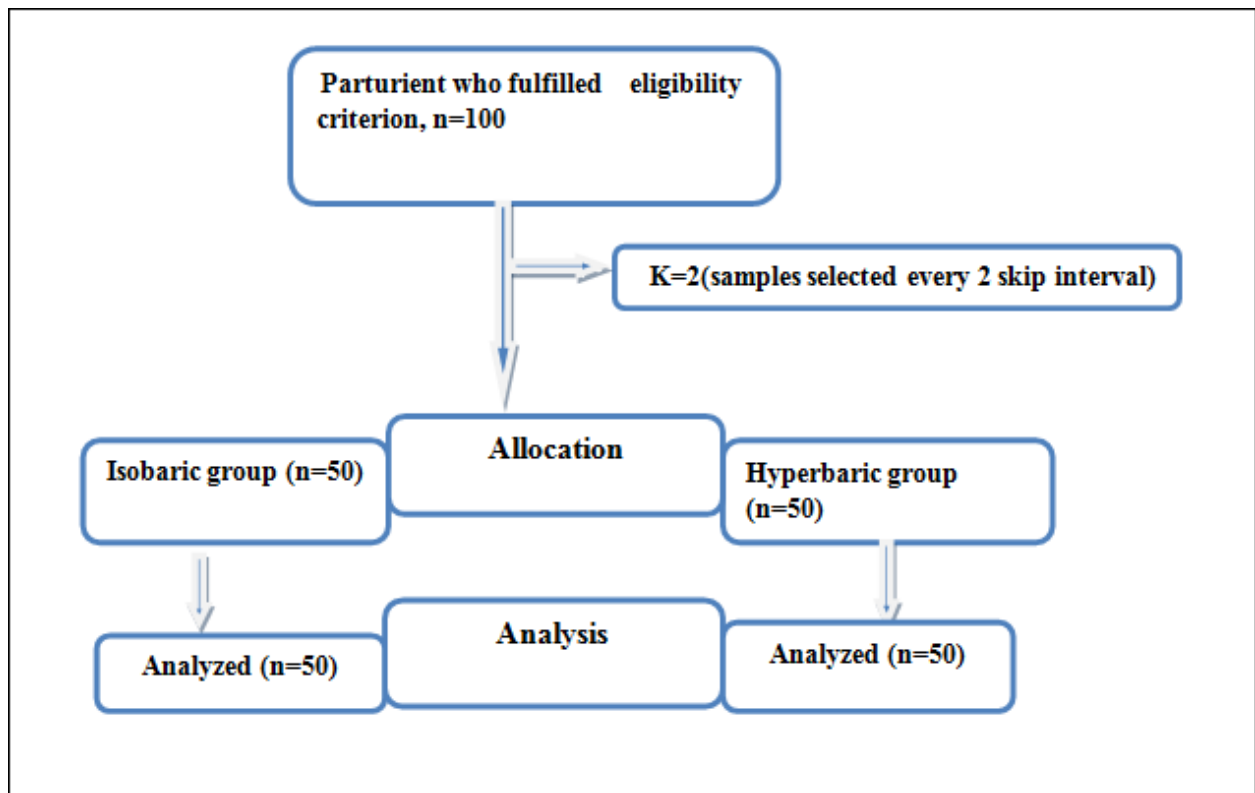 Parturient who fulfilled eligibility
criterion, n=100
K=2(samples selected every 2 skip interval)
Allocation
Isobaric group (n=50)
Hyperbaric group
(n=50)
Analysis
Analyzed (n=50)
Analyzed (n=50)